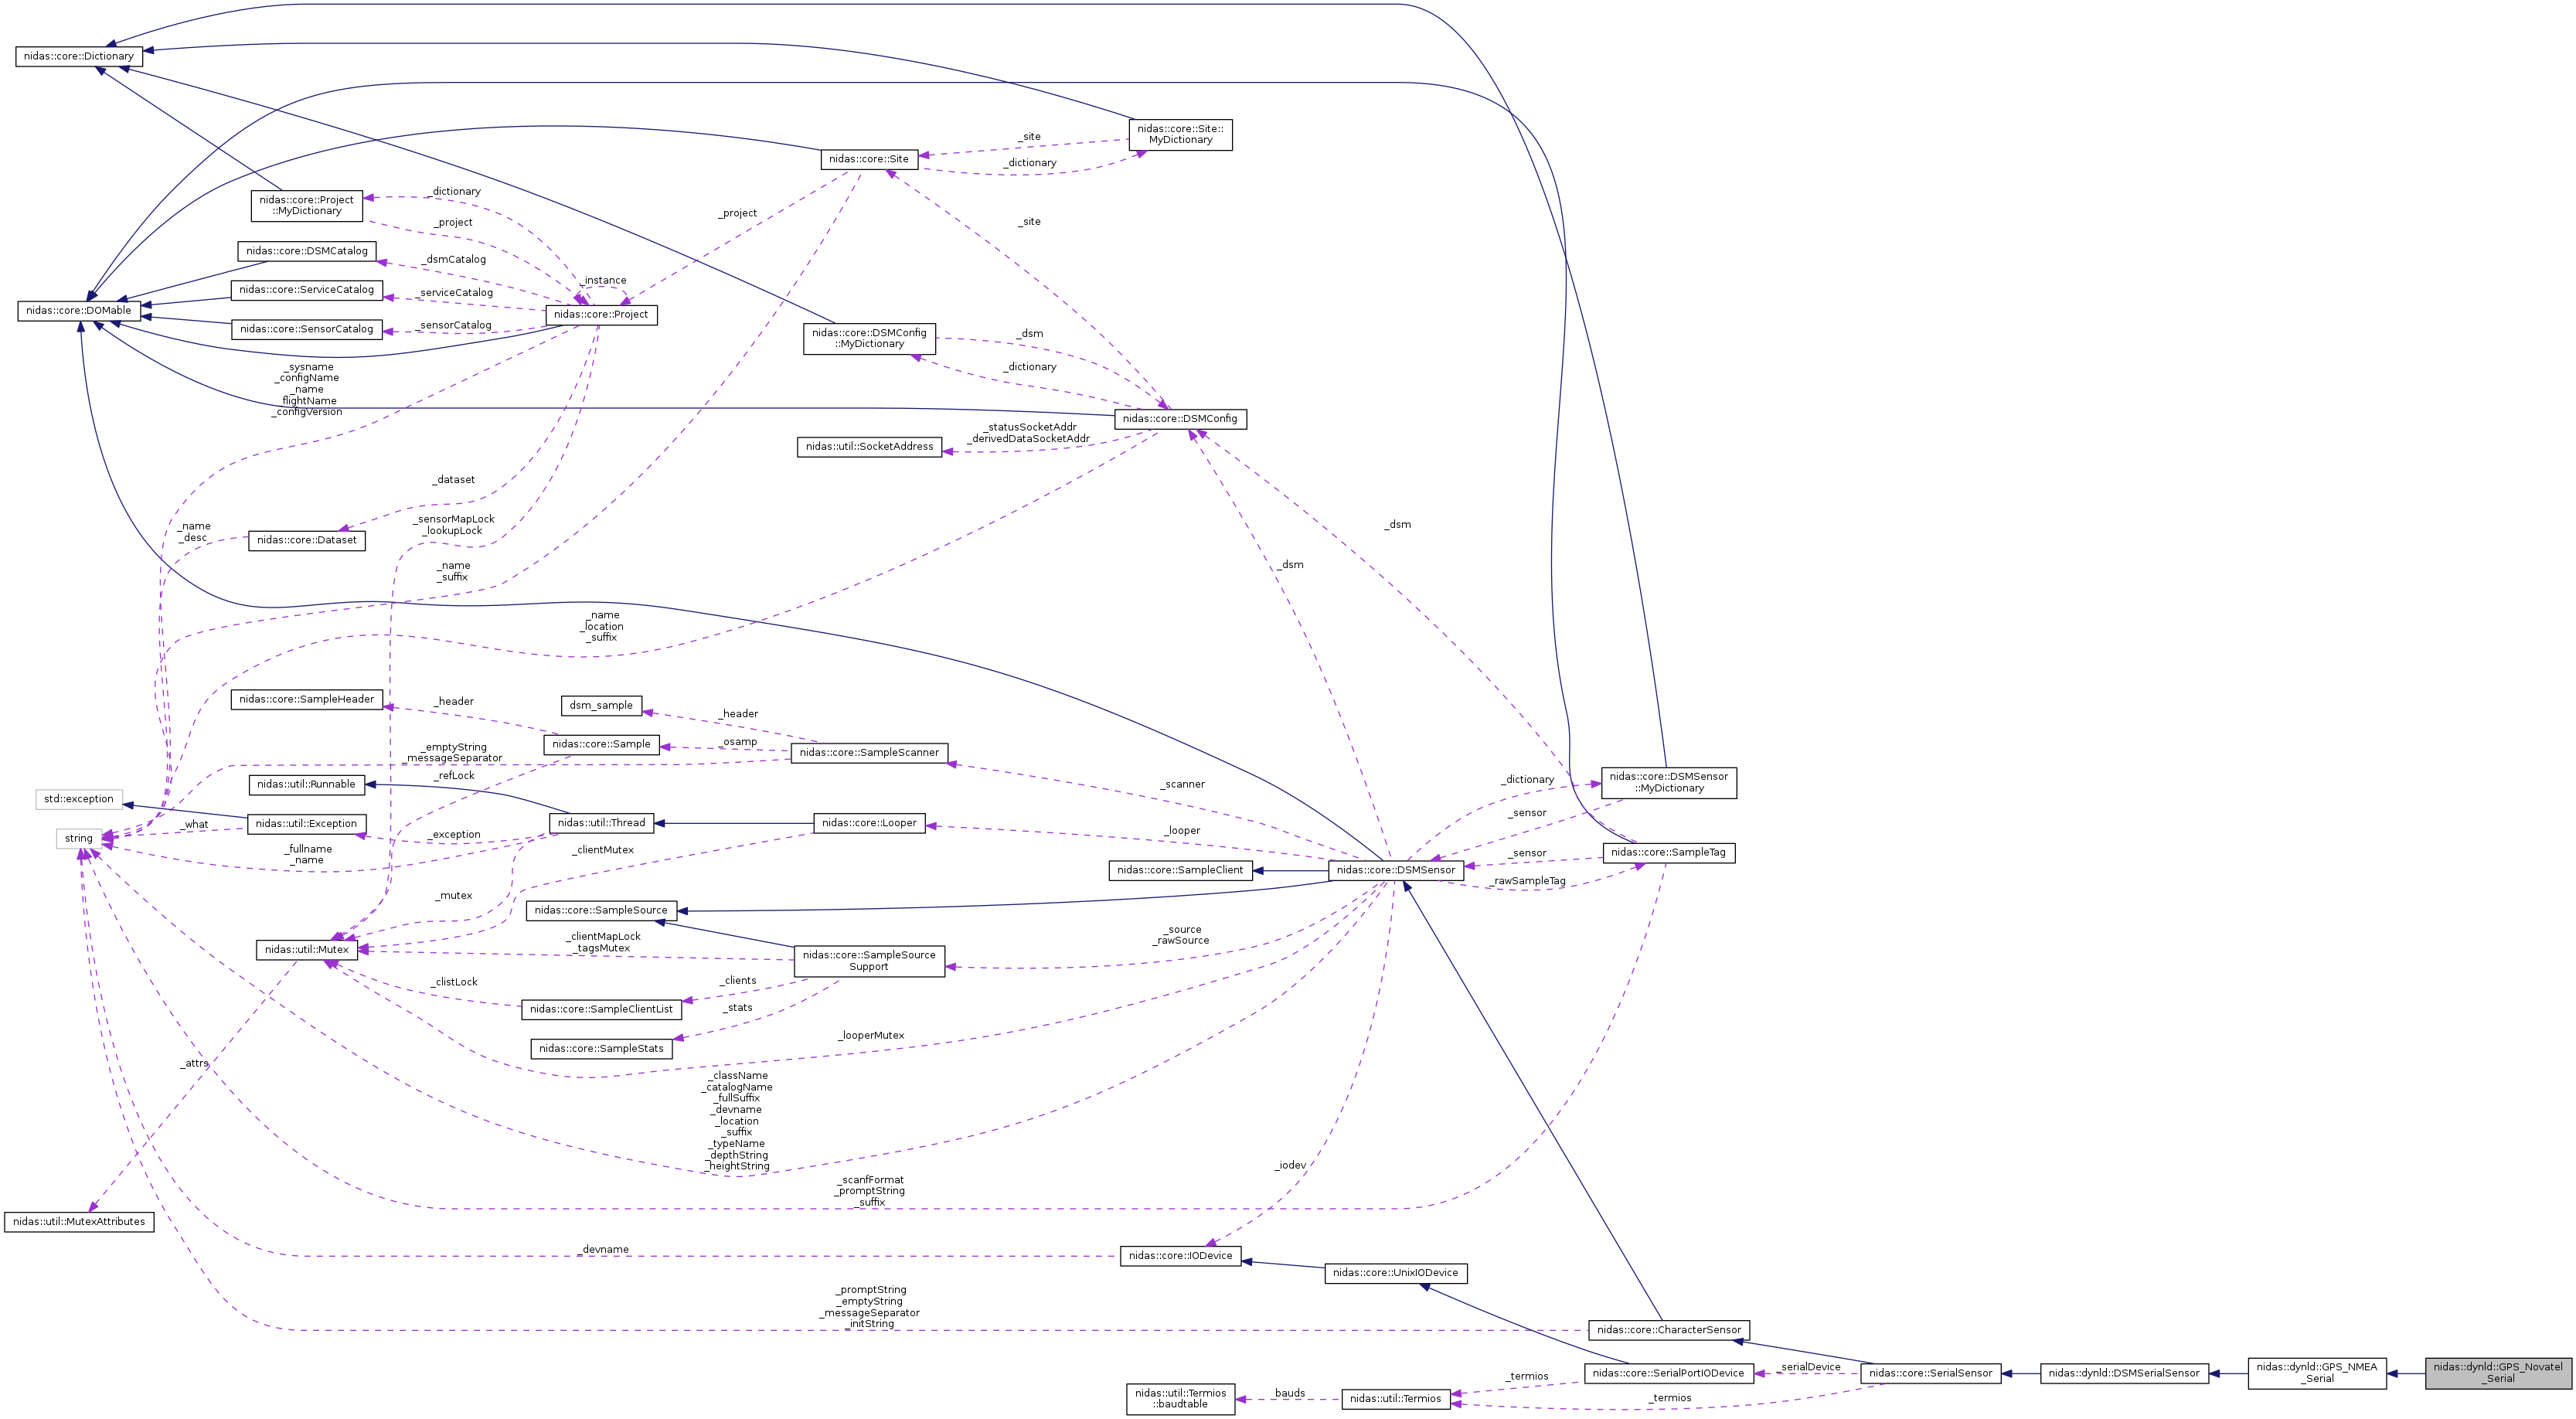 nidas::core::Dictionary
nidas::core::Site::
MyDictionary
_site
_dictionary
nidas::core::Site
nidas::core::Project
::MyDictionary
_dictionary
_project
_project
_site
nidas::core::DSMCatalog
_dsmCatalog
_instance
nidas::core::ServiceCatalog
_serviceCatalog
nidas::core::DOMable
nidas::core::Project
nidas::core::SensorCatalog
_sensorCatalog
nidas::core::DSMConfig
::MyDictionary
_dsm
_dictionary
_sysname
_configName
_name
flightName
_configVersion
nidas::core::DSMConfig
_statusSocketAddr
_derivedDataSocketAddr
nidas::util::SocketAddress
_dataset
_name
_desc
nidas::core::Dataset
_sensorMapLock
_lookupLock
_dsm
_dsm
_name
_suffix
_name
_location
_suffix
nidas::core::SampleHeader
_header
dsm_sample
_header
nidas::core::Sample
_osamp
nidas::core::SampleScanner
_emptyString
_messageSeparator
_refLock
nidas::util::Runnable
_scanner
_dictionary
nidas::core::DSMSensor
::MyDictionary
std::exception
nidas::util::Exception
_what
string
_exception
nidas::util::Thread
nidas::core::Looper
_looper
_sensor
_fullname
_name
_clientMutex
nidas::core::SampleClient
nidas::core::DSMSensor
_sensor
_rawSampleTag
nidas::core::SampleTag
_mutex
nidas::core::SampleSource
nidas::util::Mutex
_clientMapLock
_tagsMutex
nidas::core::SampleSource
Support
_source
_rawSource
_clistLock
nidas::core::SampleClientList
_clients
_stats
nidas::core::SampleStats
_looperMutex
_attrs
_className
_catalogName
_fullSuffix
_devname
_location
_suffix
_typeName
_depthString
_heightString
_iodev
_scanfFormat
_promptString
_suffix
nidas::util::MutexAttributes
_devname
nidas::core::IODevice
nidas::core::UnixIODevice
_promptString
_emptyString
_messageSeparator
_initString
nidas::core::CharacterSensor
nidas::util::Termios
::baudtable
bauds
nidas::util::Termios
_termios
nidas::core::SerialPortIODevice
_serialDevice
_termios
nidas::core::SerialSensor
nidas::dynld::DSMSerialSensor
nidas::dynld::GPS_NMEA
_Serial
nidas::dynld::GPS_Novatel
_Serial